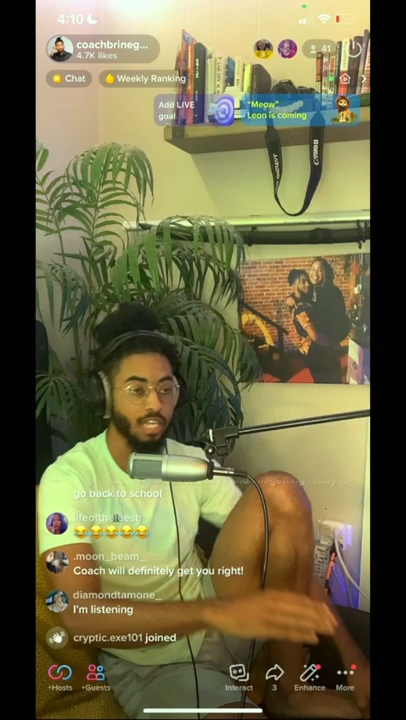 4:10
coachbrineg...
4.7K likes
41
Chat
Weekly Ranking
Add LIVE
goal
"Meow"
Leon is coming
Canon
go back to school
lifeoftheleesh
😂😂😂😂😂
.moon_beam_
Coach will definitely get you right!
diamondtamone_
I'm listening
cryptic.exe101 joined
+Hosts
+Guests
Interact
3
Enhance
More